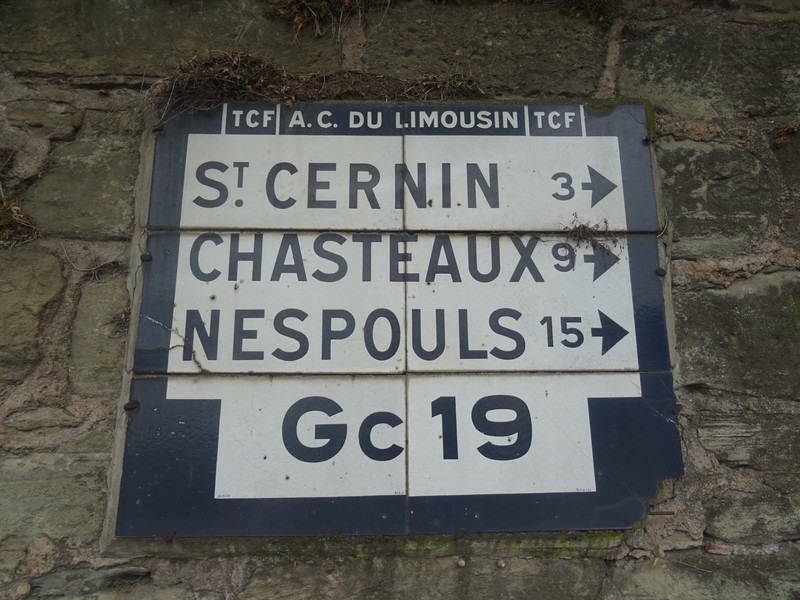 TCF A. C. DU LIMOUSIN TCF
ST. CERNIN 3
CHASTEAUX 9
NESPOULS 15
Gc 19